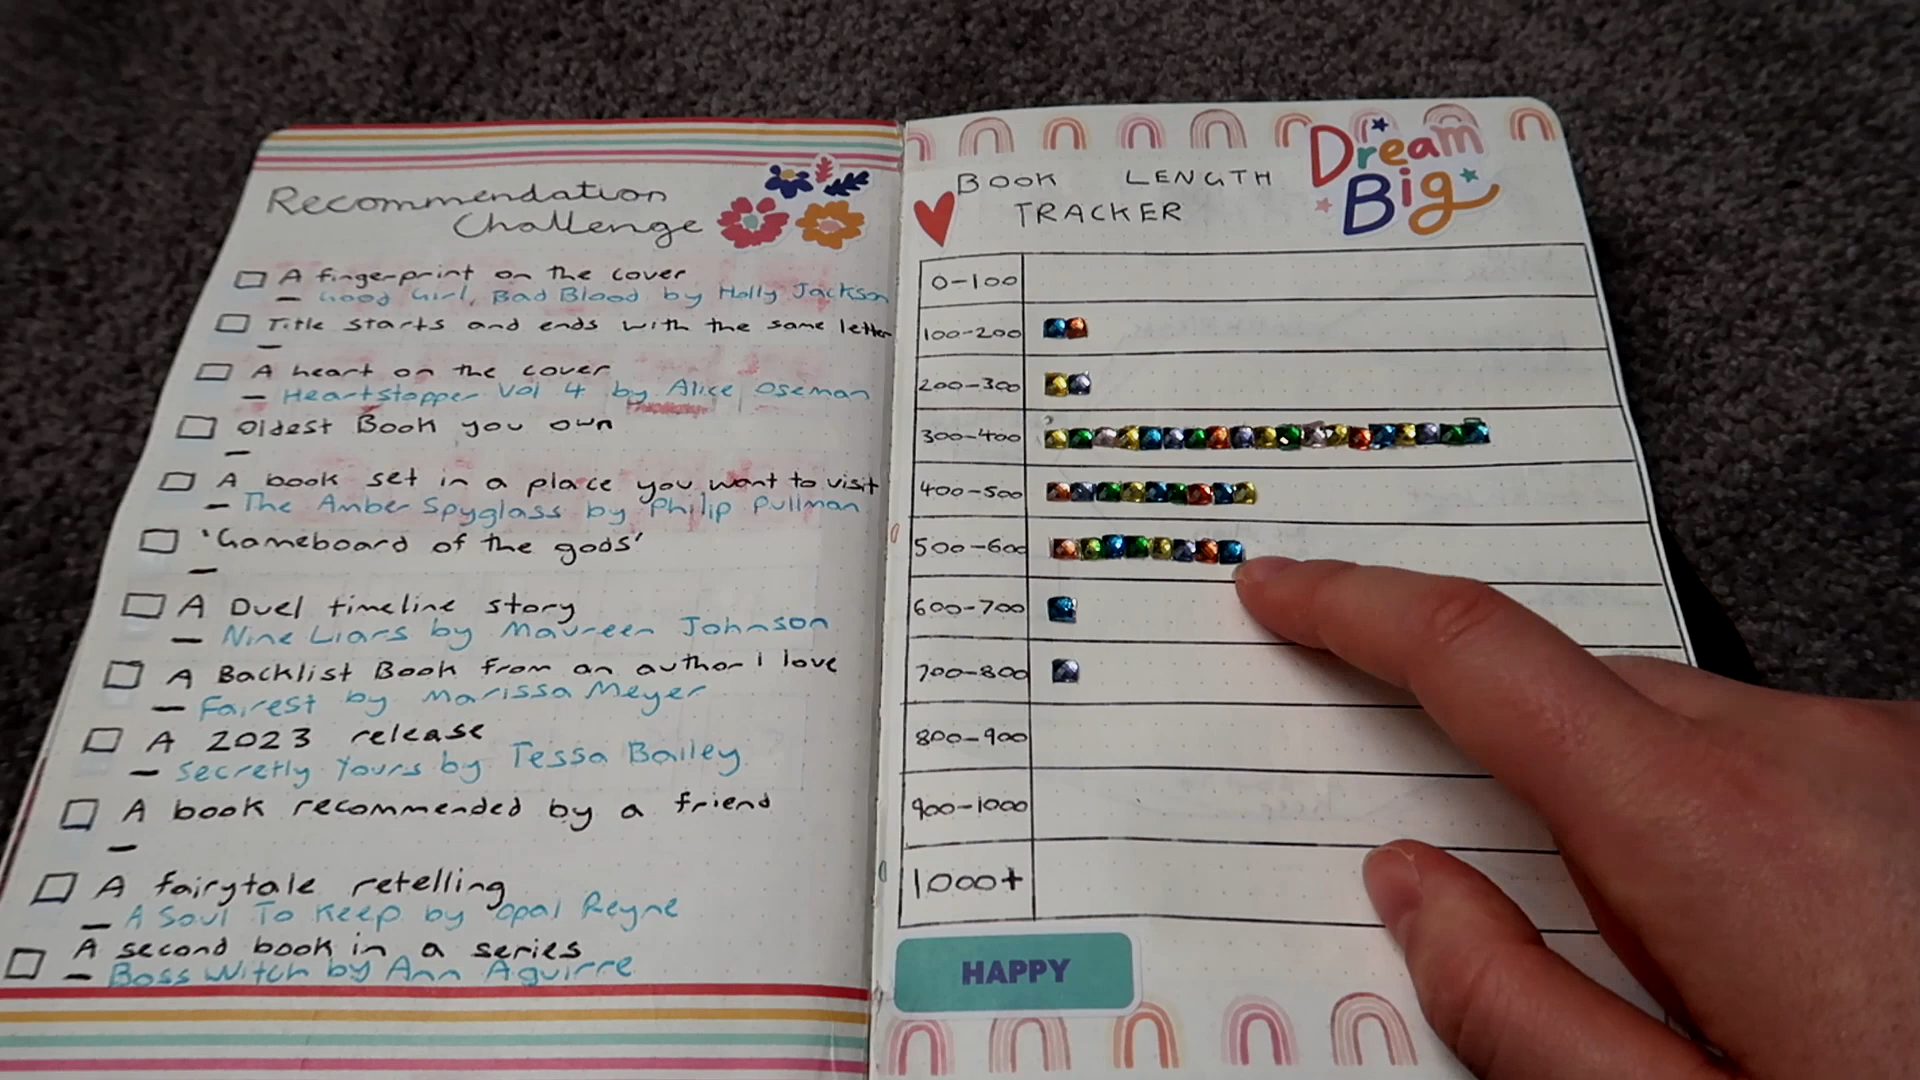 Recommendation
Challenge
A fingerprint on the cover
- Good Girl, Bad Blood by Holly Jackson
Title starts and ends with the same letter
-
A heart on the cover
- Heartstopper Vol 4 by Alice Oseman
Oldest Book you own
-
A book set in a place you want to visit
- The Amber Spyglass by Philip Pullman
'Gameboard of the gods'
-
A Duel timeline story
- Nine Liars by Maureen Johnson
A Backlist Book from an author I love
- Fairest by Marissa Meyer
A 2023 release
- Secretly Yours by Tessa Bailey
A book recommended by a friend
-
A fairytale retelling
- A Soul To Keep by Opal Reyne
A second book in a series
- Boss Witch by Ann Aguirre
BOOK LENGTH
TRACKER
Dream
Big
0-100
100-200
200-300
300-400
400-500
500-600
600-700
700-800
800-900
900-1000
1000+
HAPPY